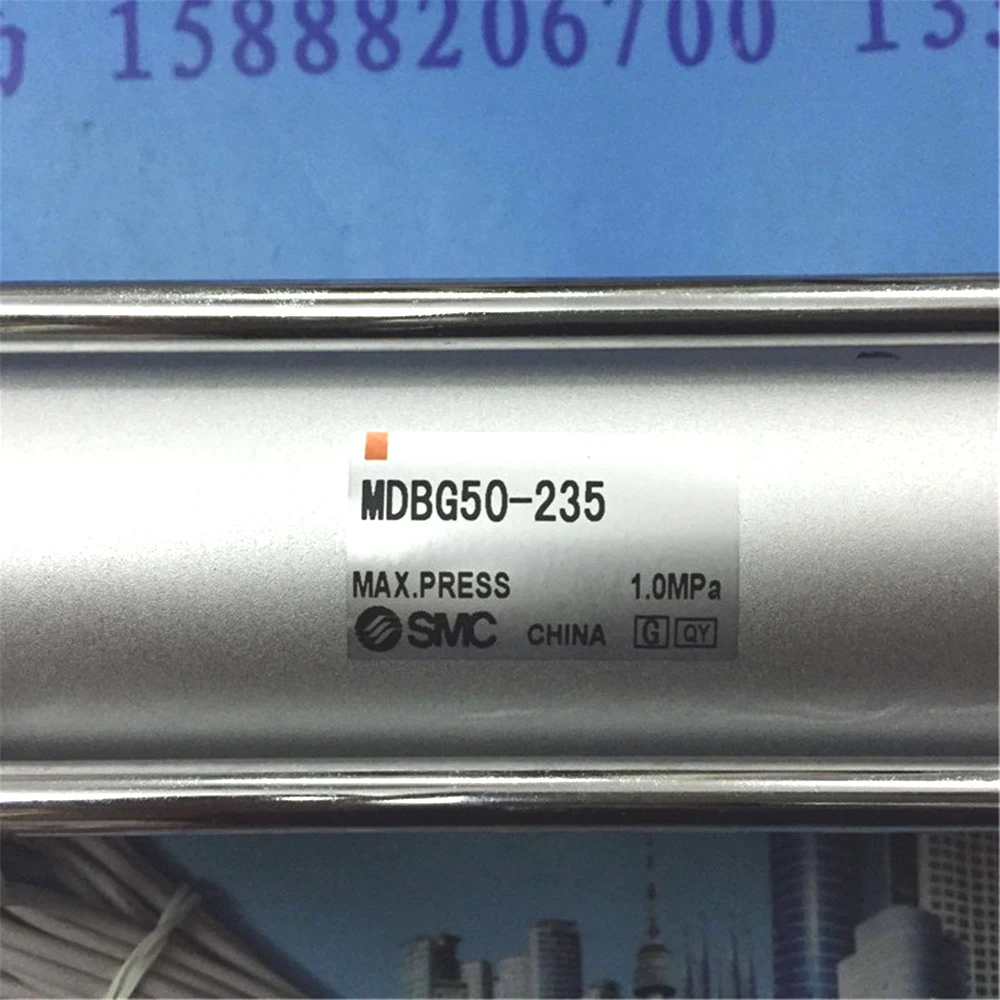 15888206700 13
MDBG50-235
MAX.PRESS 1.0MPa
SMC CHINA G QY